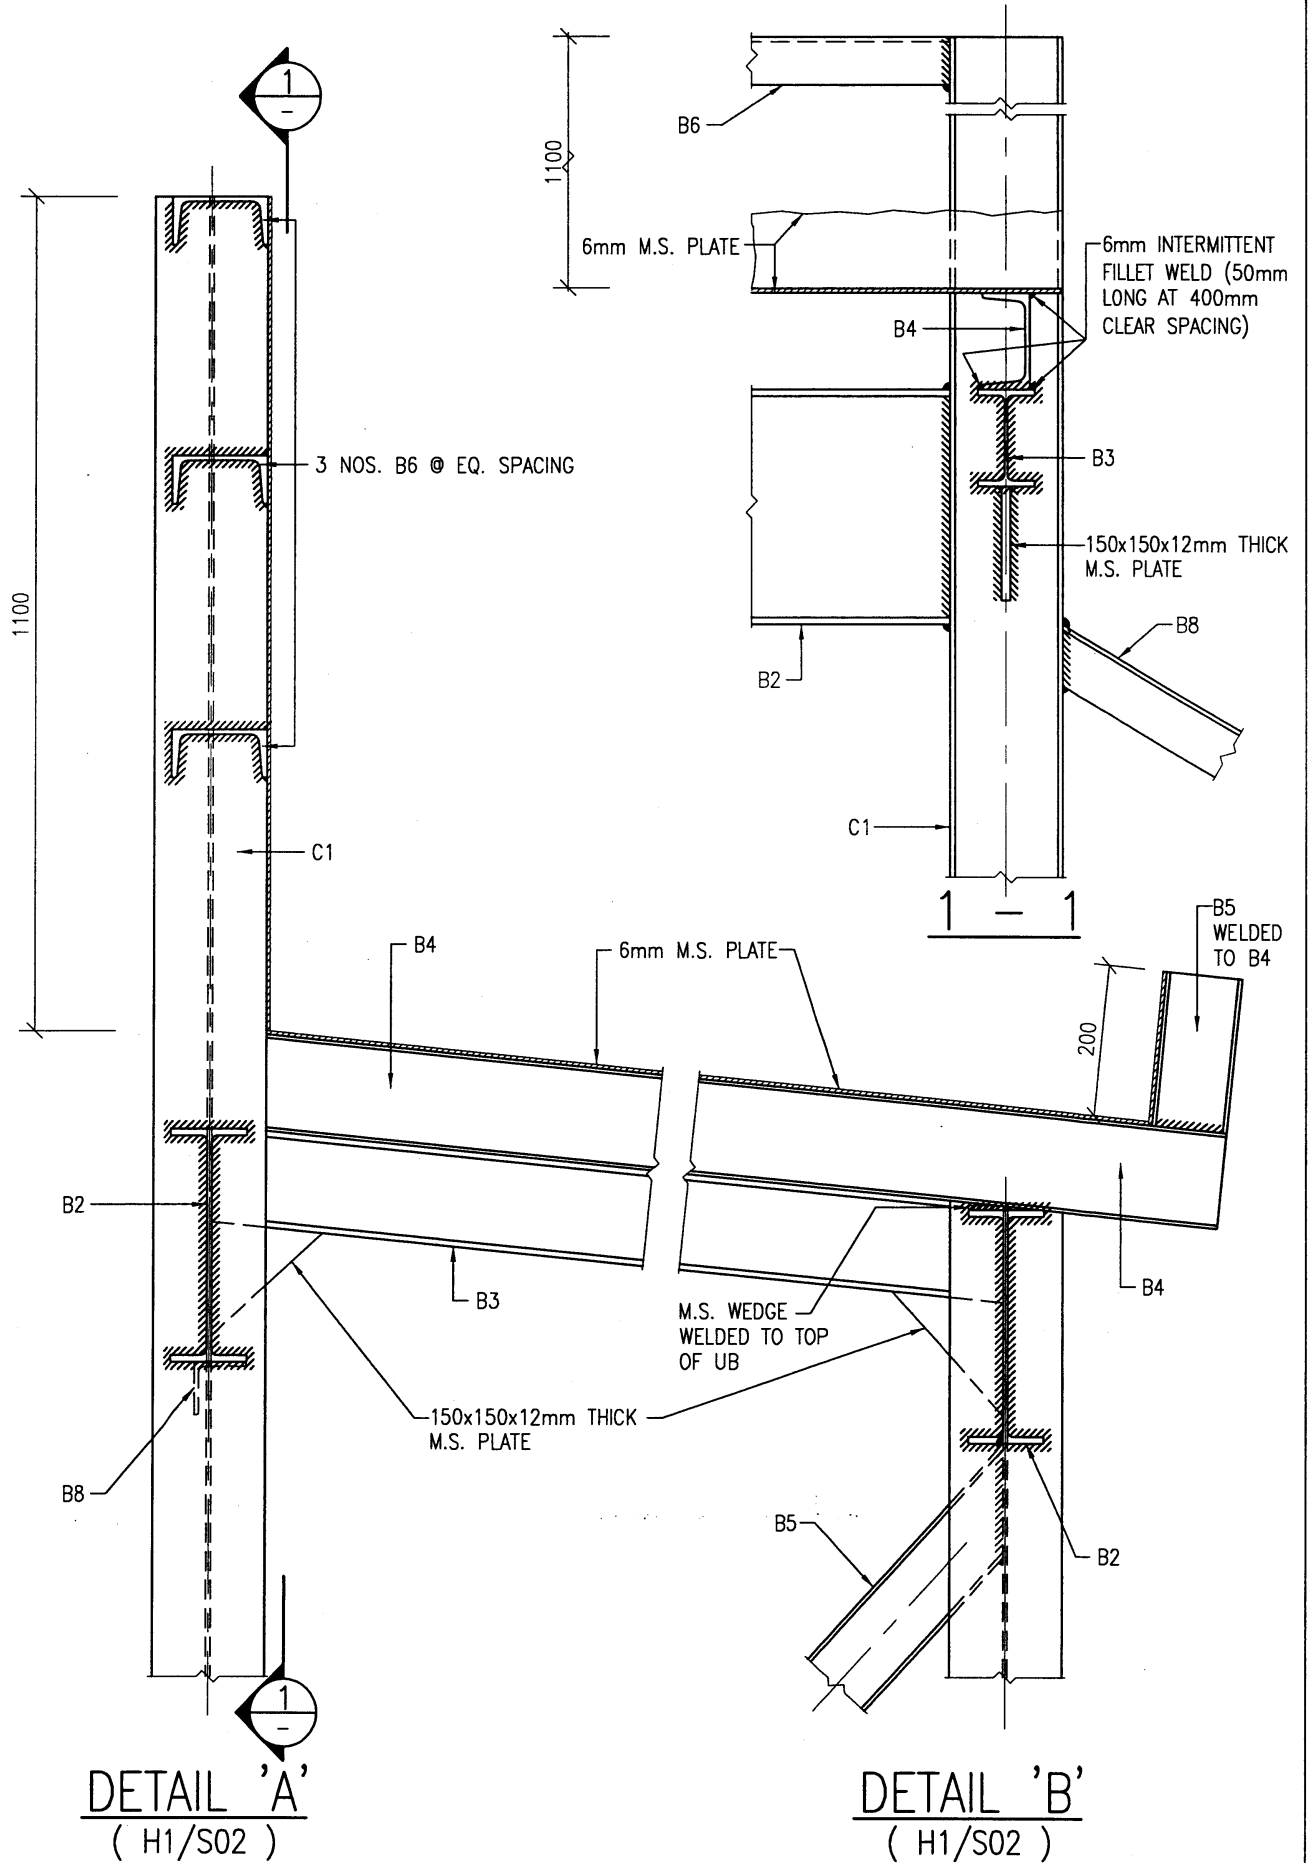 1
-
1100
3 NOS. B6 @ EQ. SPACING
C1
B4
6mm M.S. PLATE
B2
B3
150x150x12mm THICK
M.S. PLATE
B8
1
-
DETAIL 'A'
( H1/S02 )
1100
B6
6mm M.S. PLATE
6mm INTERMITTENT
FILLET WELD (50mm
LONG AT 400mm
CLEAR SPACING)
B4
B3
150x150x12mm THICK
M.S. PLATE
B8
B2
C1
1 - 1
B5
WELDED
TO B4
200
B4
M.S. WEDGE
WELDED TO TOP
OF UB
B5
B2
DETAIL 'B'
( H1/S02 )